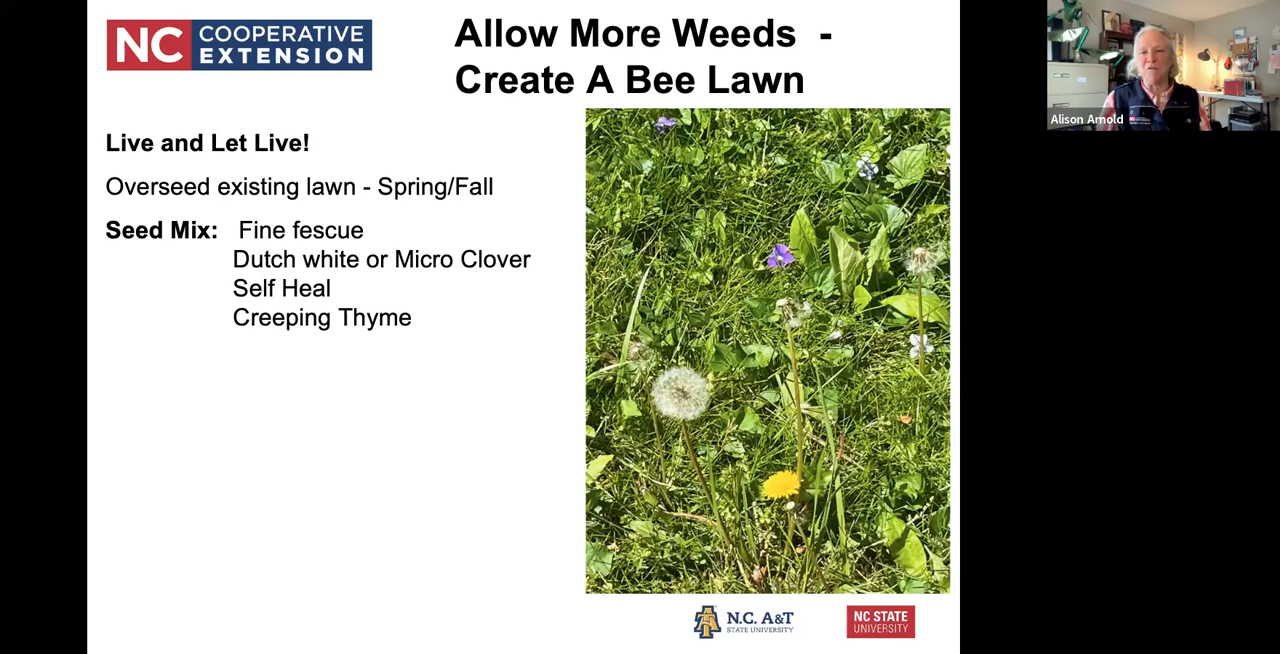 NC COOPERATIVE
EXTENSION
Allow More Weeds -
Create A Bee Lawn
Alison Arnold
Live and Let Live!
Overseed existing lawn - Spring/Fall
Seed Mix: Fine fescue
Dutch white or Micro Clover
Self Heal
Creeping Thyme
N.C. A&T
STATE UNIVERSITY
NC STATE
UNIVERSITY